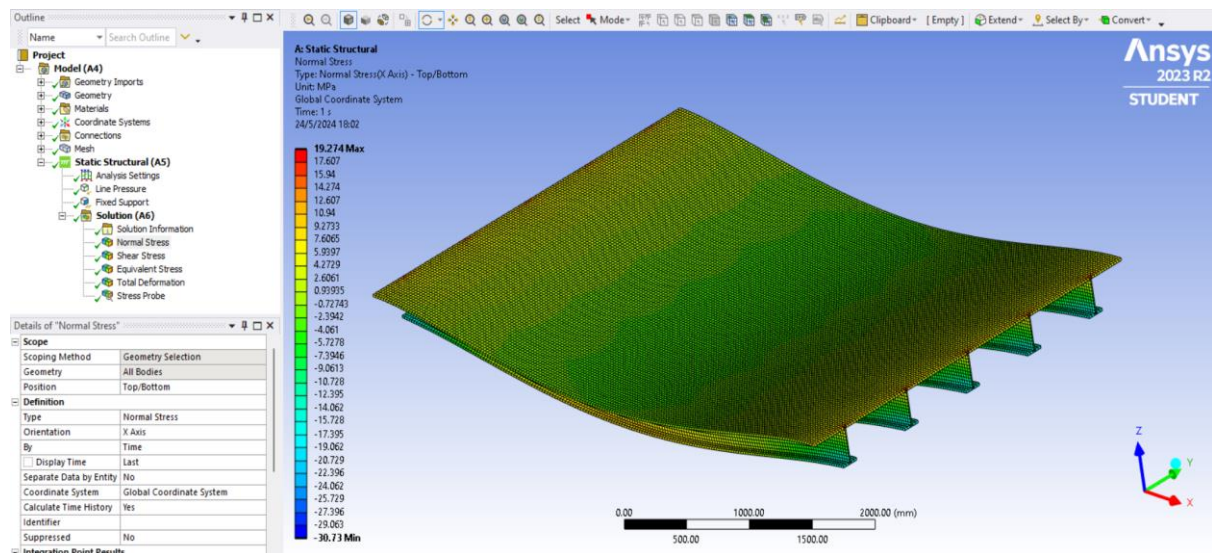 Outline
Name
Search Outline
Project
Model (A4)
Geometry Imports
Geometry
Materials
Coordinate Systems
Connections
Mesh
Static Structural (A5)
Analysis Settings
Line Pressure
Fixed Support
Solution (A6)
Solution Information
Normal Stress
Shear Stress
Equivalent Stress
Total Deformation
Stress Probe
Details of "Normal Stress"
Scope
Scoping Method Geometry Selection
Geometry All Bodies
Position Top/Bottom
Definition
Type Normal Stress
Orientation X Axis
By Time
Display Time Last
Separate Data by Entity No
Coordinate System Global Coordinate System
Calculate Time History Yes
Identifier
Suppressed No
Integration Point Results
Select Mode Clipboard [Empty] Extend Select By Convert
A: Static Structural
Normal Stress
Type: Normal Stress(X Axis) - Top/Bottom
Unit: MPa
Global Coordinate System
Time: 1 s
24/5/2024 18:02
19.274 Max
17.607
15.94
14.274
12.607
10.94
9.2733
7.6065
5.9397
4.2729
2.6061
0.93935
-0.72743
-2.3942
-4.061
-5.7278
-7.3946
-9.0613
-10.728
-12.395
-14.062
-15.728
-17.395
-19.062
-20.729
-22.396
-24.062
-25.729
-27.396
-29.063
-30.73 Min
Ansys
2023 R2
STUDENT
Z
Y
X
0.00 1000.00 2000.00 (mm)
500.00 1500.00